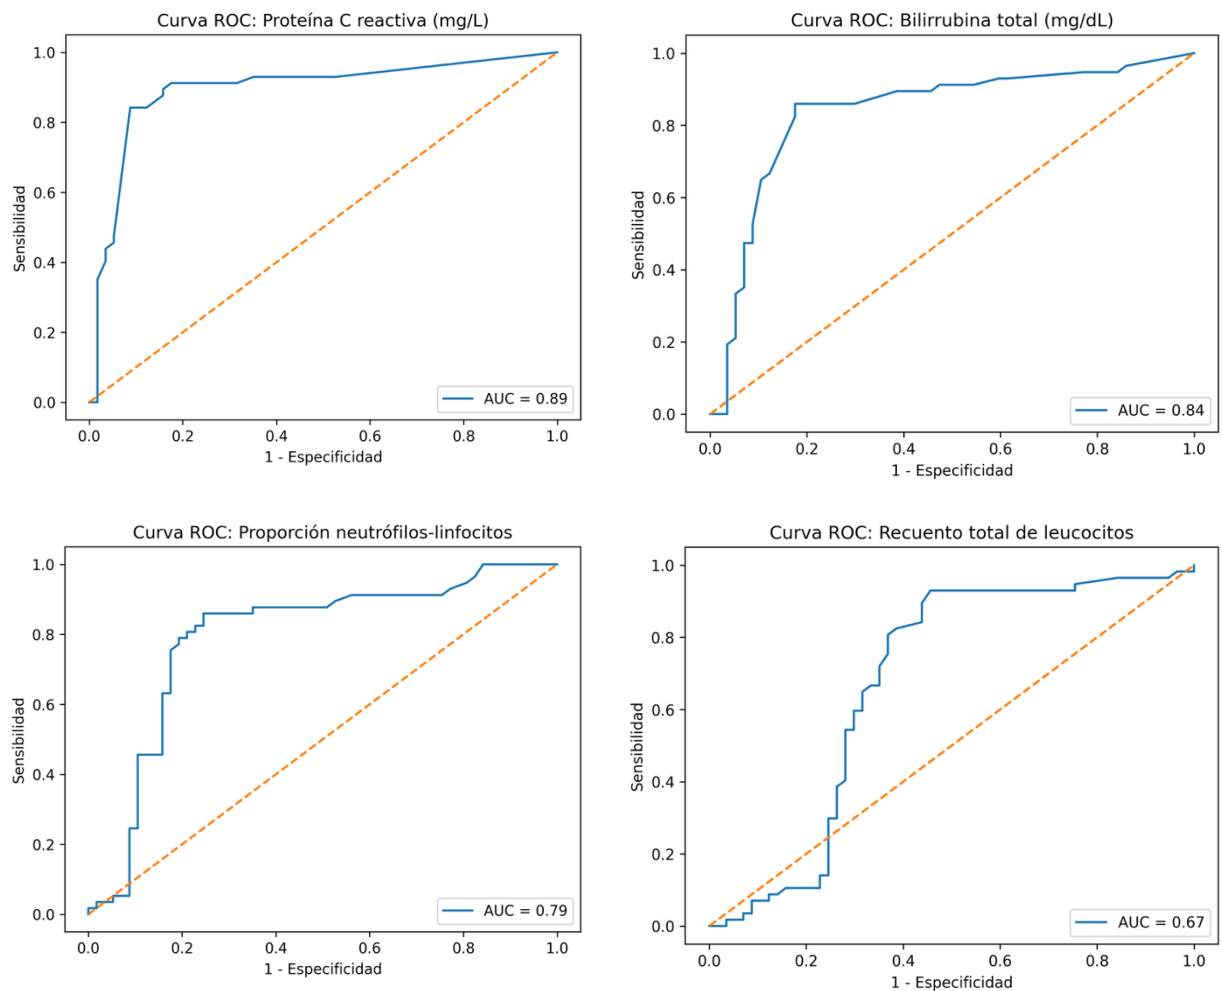 Curva ROC: Proteína C reactiva (mg/L)
1.0
0.8
0.6
0.4
0.2
0.0
Sensibilidad
AUC = 0.89
0.0 0.2 0.4 0.6 0.8 1.0
1 - Especificidad
Curva ROC: Bilirrubina total (mg/dL)
1.0
0.8
0.6
0.4
0.2
0.0
Sensibilidad
AUC = 0.84
0.0 0.2 0.4 0.6 0.8 1.0
1 - Especificidad
Curva ROC: Proporción neutrófilos-linfocitos
1.0
0.8
0.6
0.4
0.2
0.0
Sensibilidad
AUC = 0.79
0.0 0.2 0.4 0.6 0.8 1.0
1 - Especificidad
Curva ROC: Recuento total de leucocitos
1.0
0.8
0.6
0.4
0.2
0.0
Sensibilidad
AUC = 0.67
0.0 0.2 0.4 0.6 0.8 1.0
1 - Especificidad